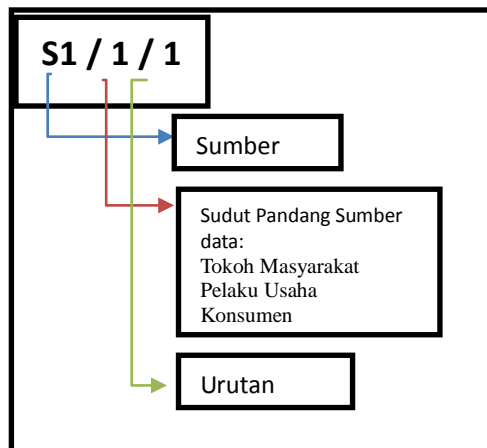 S1 / 1 / 1
Sumber
Sudut Pandang Sumber
data:
Tokoh Masyarakat
Pelaku Usaha
Konsumen
Urutan